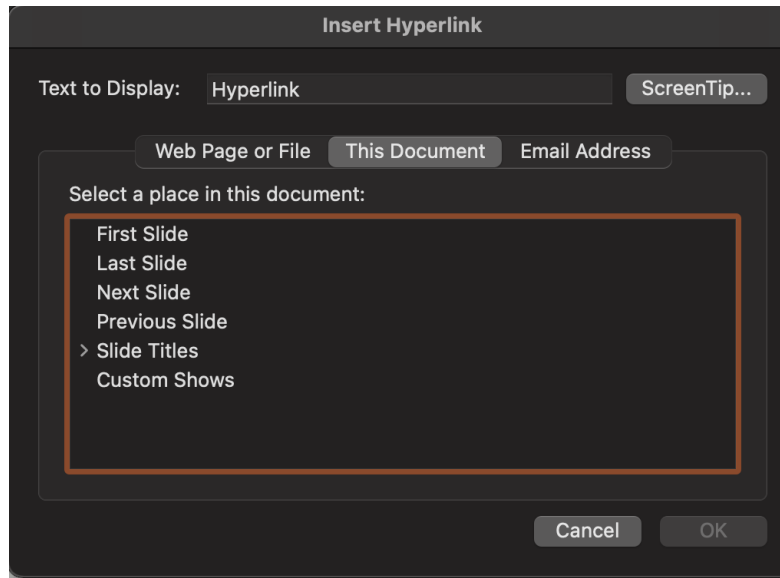 Insert Hyperlink
Text to Display: Hyperlink ScreenTip...
Web Page or File This Document Email Address
Select a place in this document:
First Slide
Last Slide
Next Slide
Previous Slide
Slide Titles
Custom Shows
Cancel OK